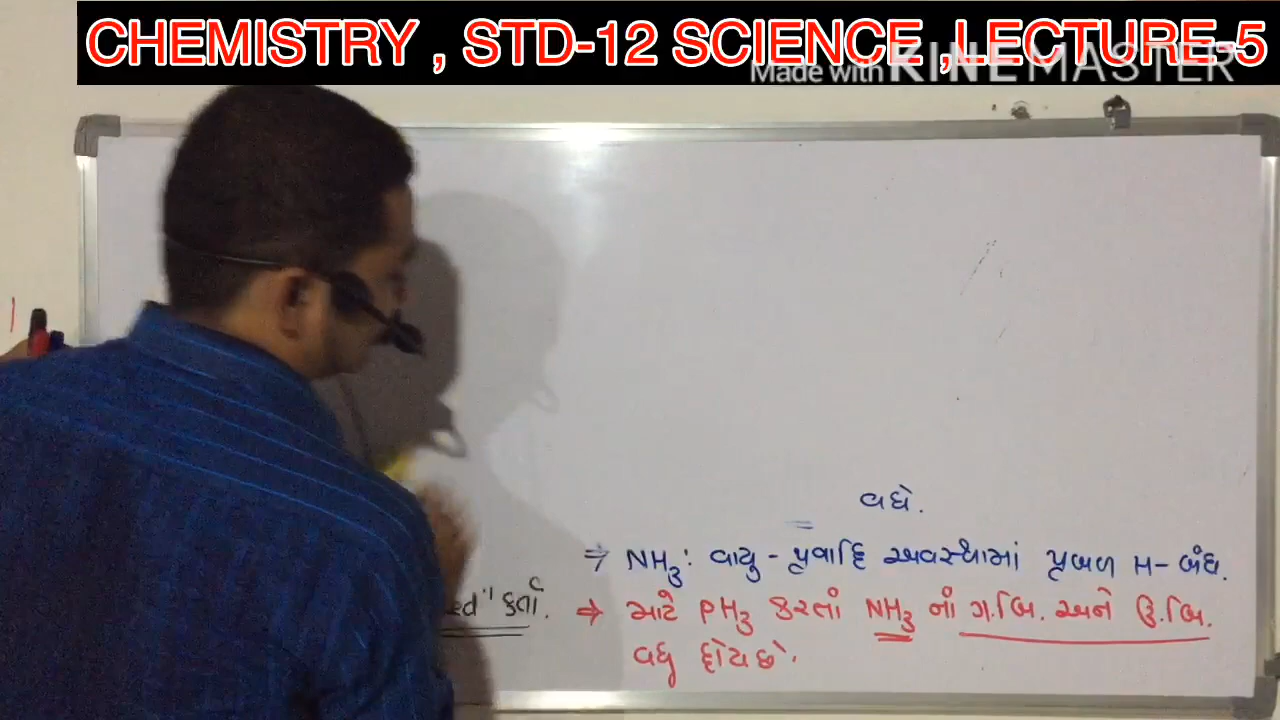 CHEMISTRY , STD-12 SCIENCE ,LECTURE-5
Made with KINEMASTER
વધે.
⇒ NH₃: વાયુ - પ્રવાહિ અવસ્થામાં પ્રબળ H - બંધ.
ed" કર્તા.
⇒ માટે PH₃ કરતાં NH₃ નાં ગ.બિ. અને ઉ.બિ.
વધુ હોય છે.